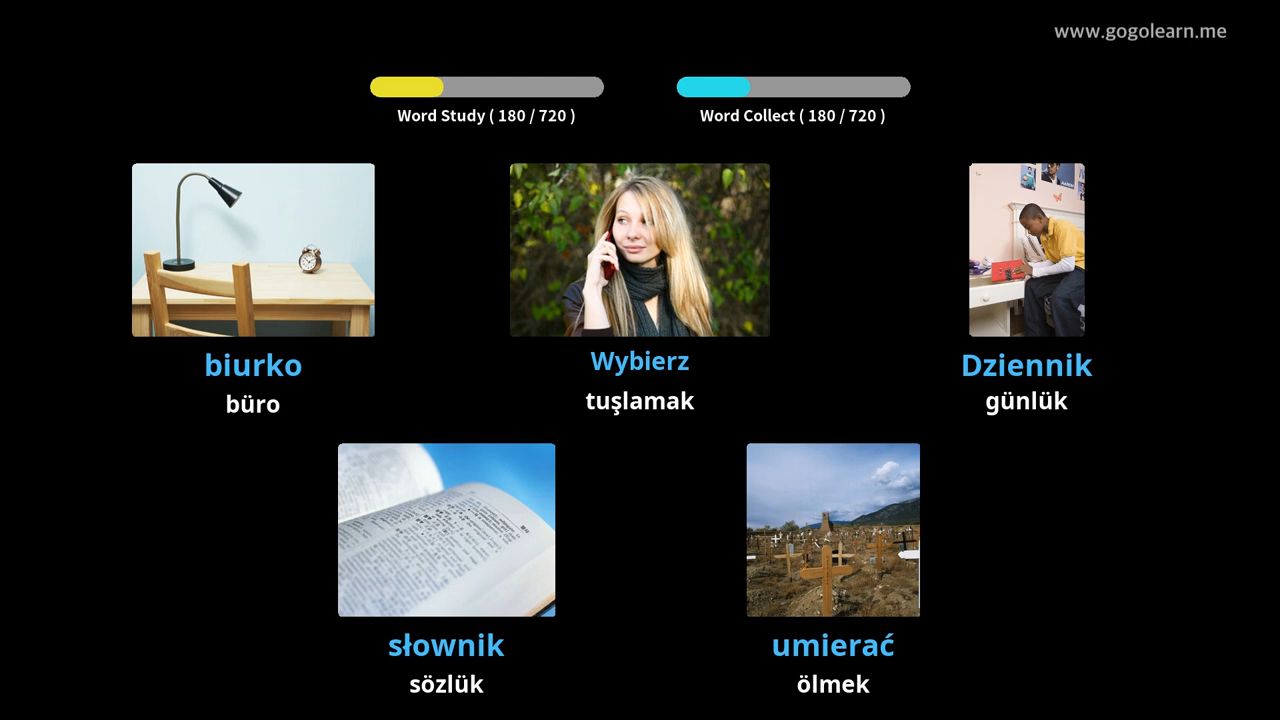 www.gogolearn.me
Word Study ( 180 / 720 )
Word Collect ( 180 / 720 )
biurko
büro
Wybierz
tuşlamak
Dziennik
günlük
słownik
sözlük
umierać
ölmek